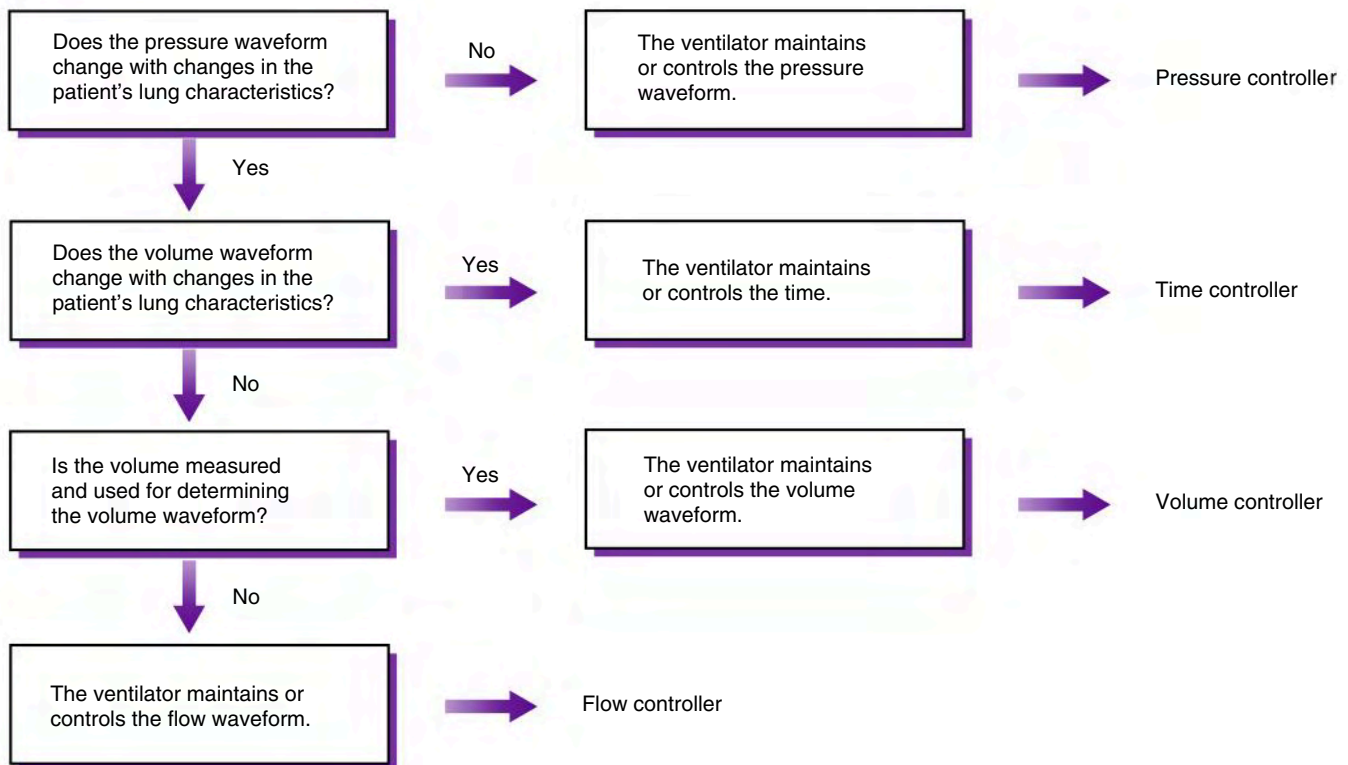 Does the pressure waveform
change with changes in the
patient’s lung characteristics?
No
The ventilator maintains
or controls the pressure
waveform.
Pressure controller
Yes
Does the volume waveform
change with changes in the
patient’s lung characteristics?
Yes
The ventilator maintains
or controls the time.
Time controller
No
Is the volume measured
and used for determining
the volume waveform?
Yes
The ventilator maintains
or controls the volume
waveform.
Volume controller
No
The ventilator maintains or
controls the flow waveform.
Flow controller